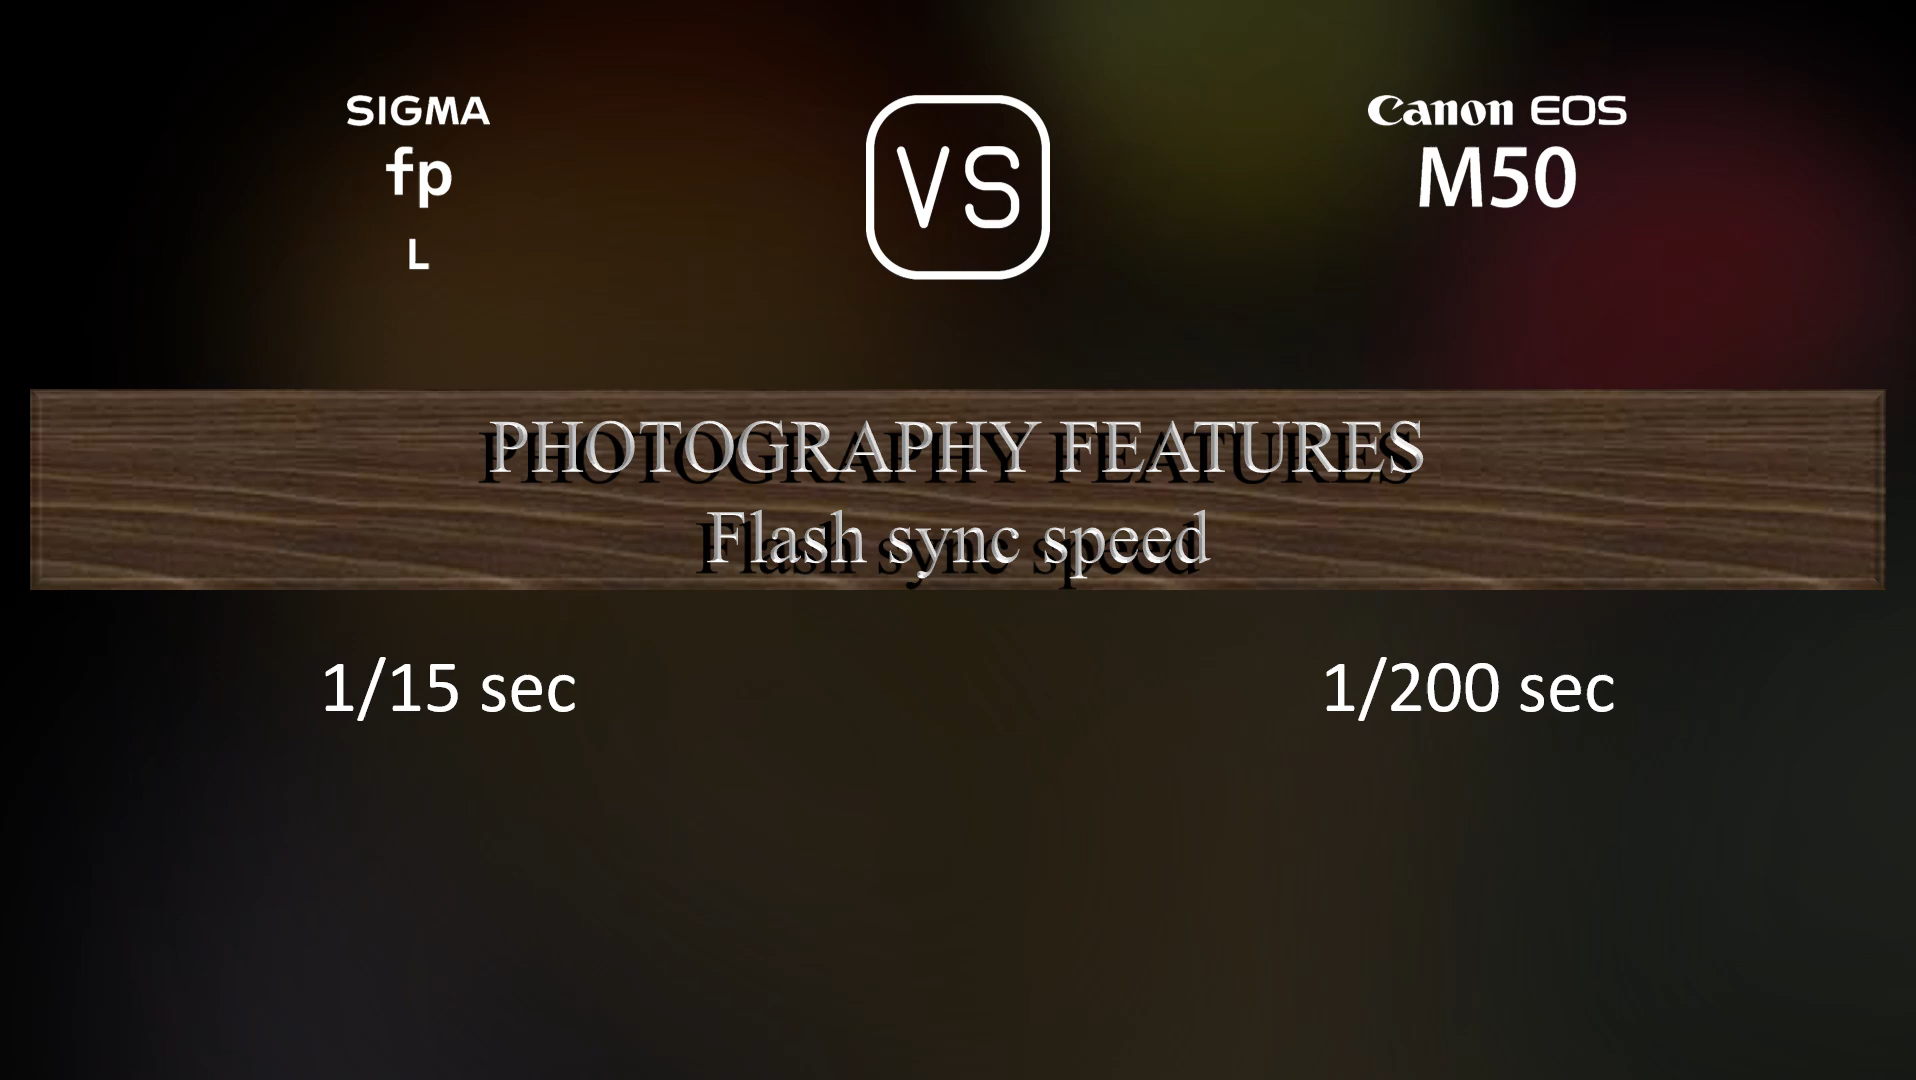 SIGMA
fp
L
VS
Canon EOS
M50
PHOTOGRAPHY FEATURES
Flash sync speed
1/15 sec
1/200 sec